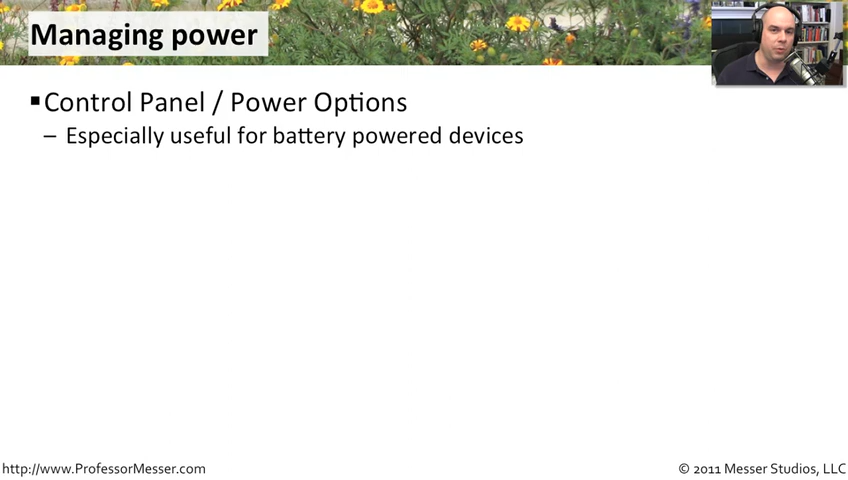 Managing power
▪Control Panel / Power Options
– Especially useful for battery powered devices
http://www.ProfessorMesser.com
© 2011 Messer Studios, LLC